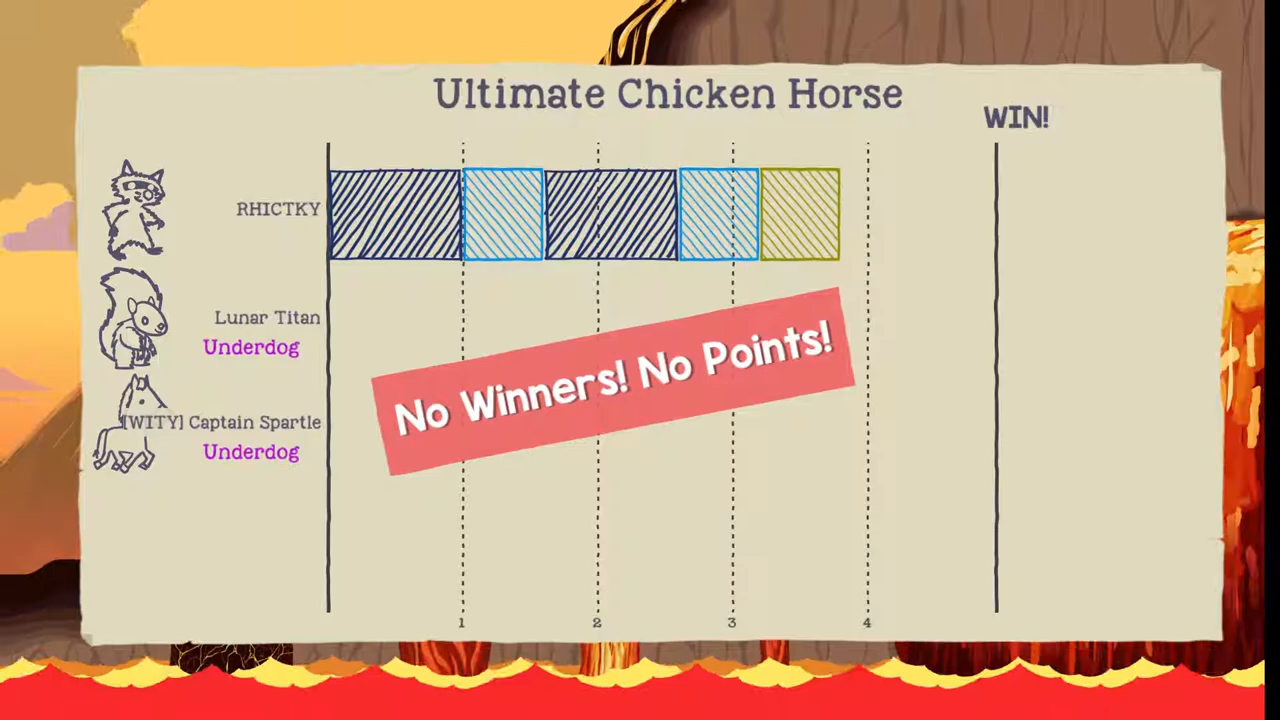 Ultimate Chicken Horse
WIN!
RHICTKY
Lunar Titan
Underdog
No Winners! No Points!
[WITY] Captain Spartle
Underdog
1 2 3 4